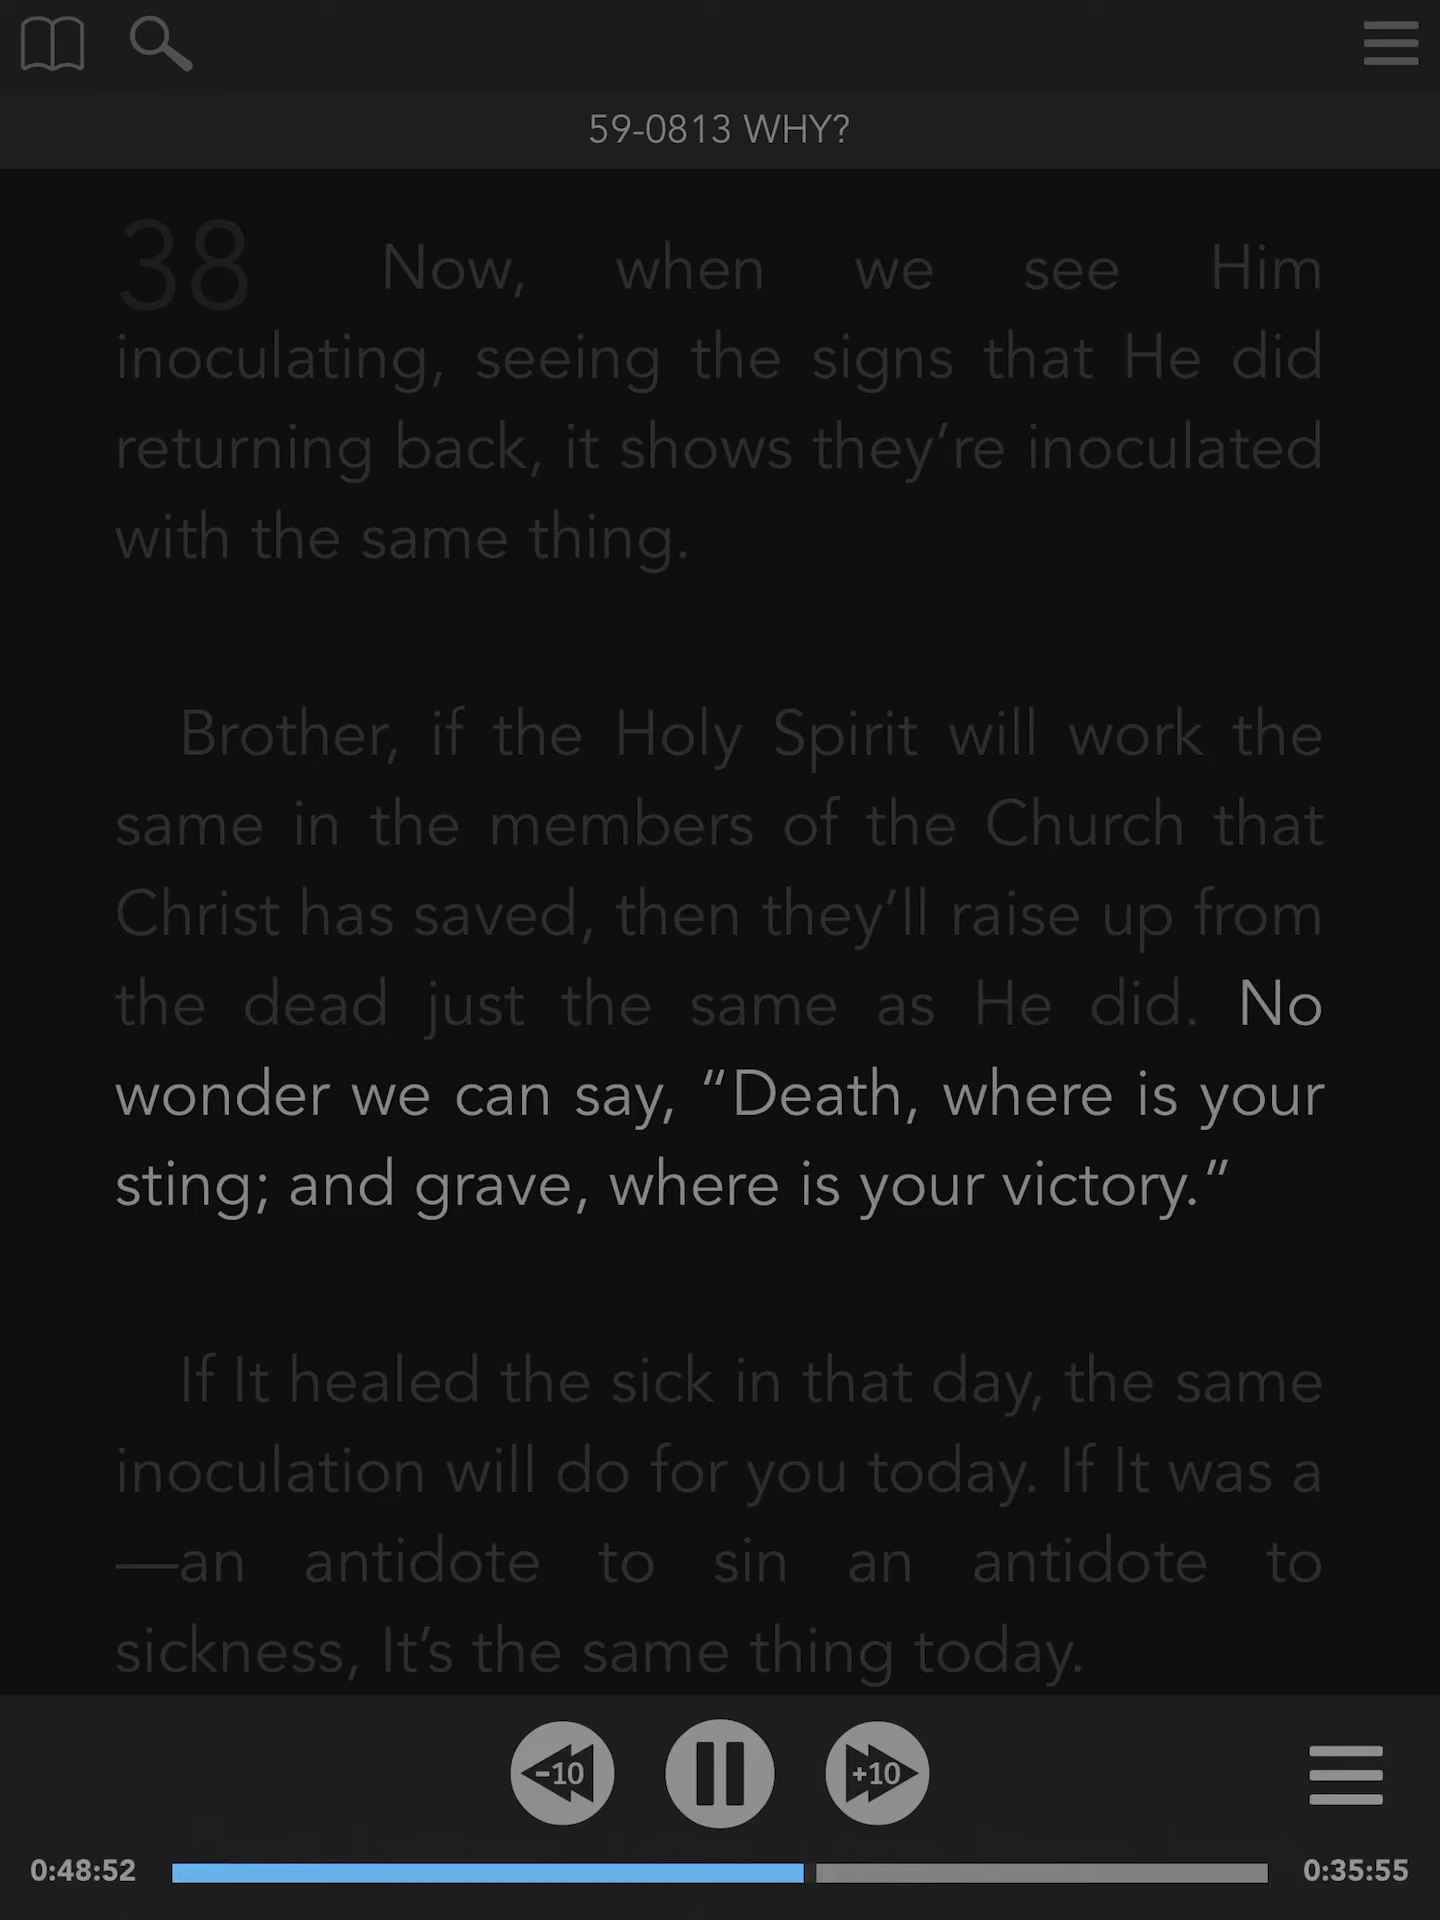 59-0813 WHY?
38 Now, when we see Him
inoculating, seeing the signs that He did
returning back, it shows they’re inoculated
with the same thing.
Brother, if the Holy Spirit will work the
same in the members of the Church that
Christ has saved, then they’ll raise up from
the dead just the same as He did. No
wonder we can say, “Death, where is your
sting; and grave, where is your victory.”
If It healed the sick in that day, the same
inoculation will do for you today. If It was a
—an antidote to sin an antidote to
sickness, It’s the same thing today.
-10 +10
0:48:52 0:35:55